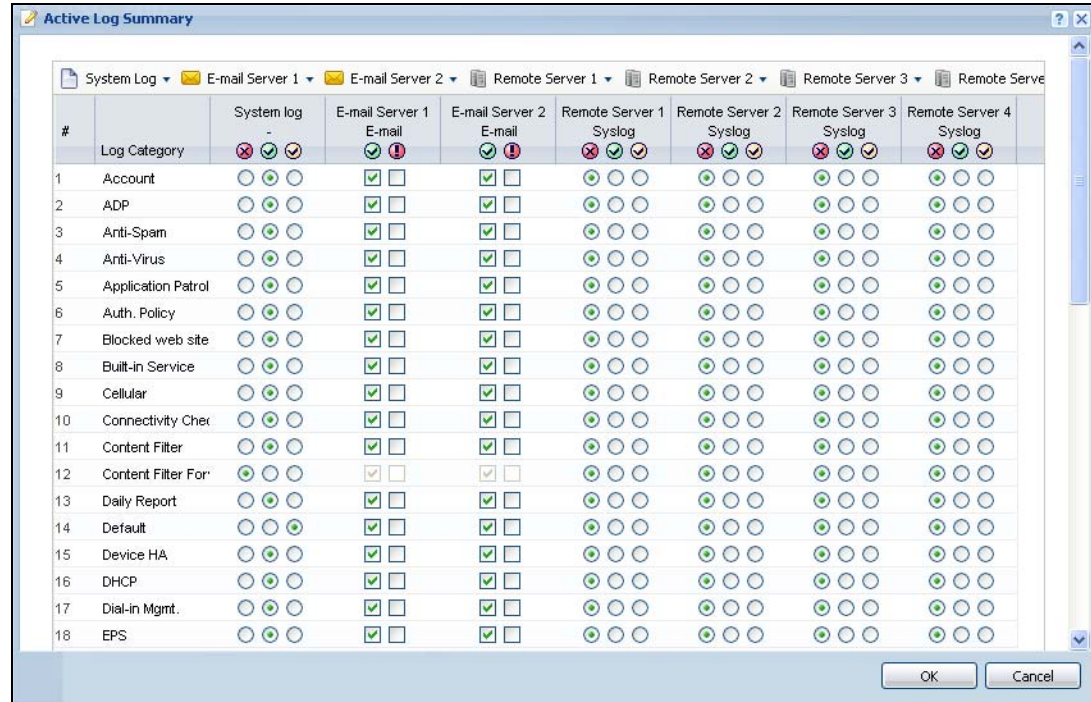 Active Log Summary
System Log E-mail Server 1 E-mail Server 2 Remote Server 1 Remote Server 2 Remote Server 3 Remote Serve
# Log Category System log - E-mail Server 1 E-mail E-mail Server 2 E-mail Remote Server 1 Syslog Remote Server 2 Syslog Remote Server 3 Syslog Remote Server 4 Syslog
1 Account
2 ADP
3 Anti-Spam
4 Anti-Virus
5 Application Patrol
6 Auth. Policy
7 Blocked web site
8 Built-in Service
9 Cellular
10 Connectivity Chec
11 Content Filter
12 Content Filter For
13 Daily Report
14 Default
15 Device HA
16 DHCP
17 Dial-in Mgmt.
18 EPS
OK Cancel